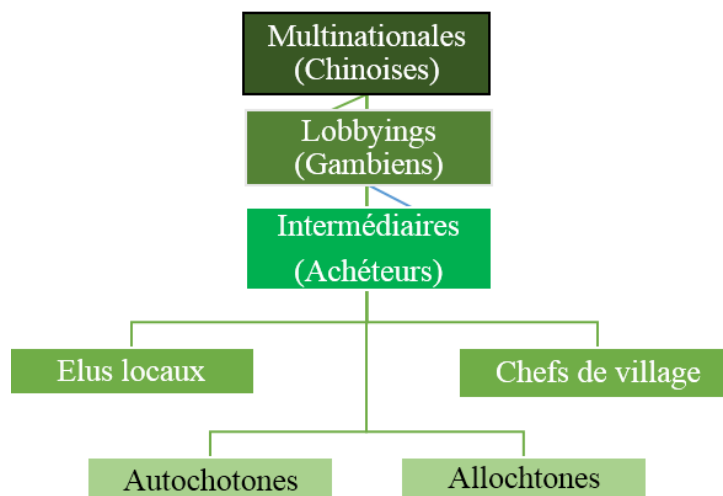 Multinationales
(Chinoises)
Lobbyings
(Gambiens)
Intermédiaires
(Achéteurs)
Elus locaux
Chefs de village
Autochotones
Allochtones